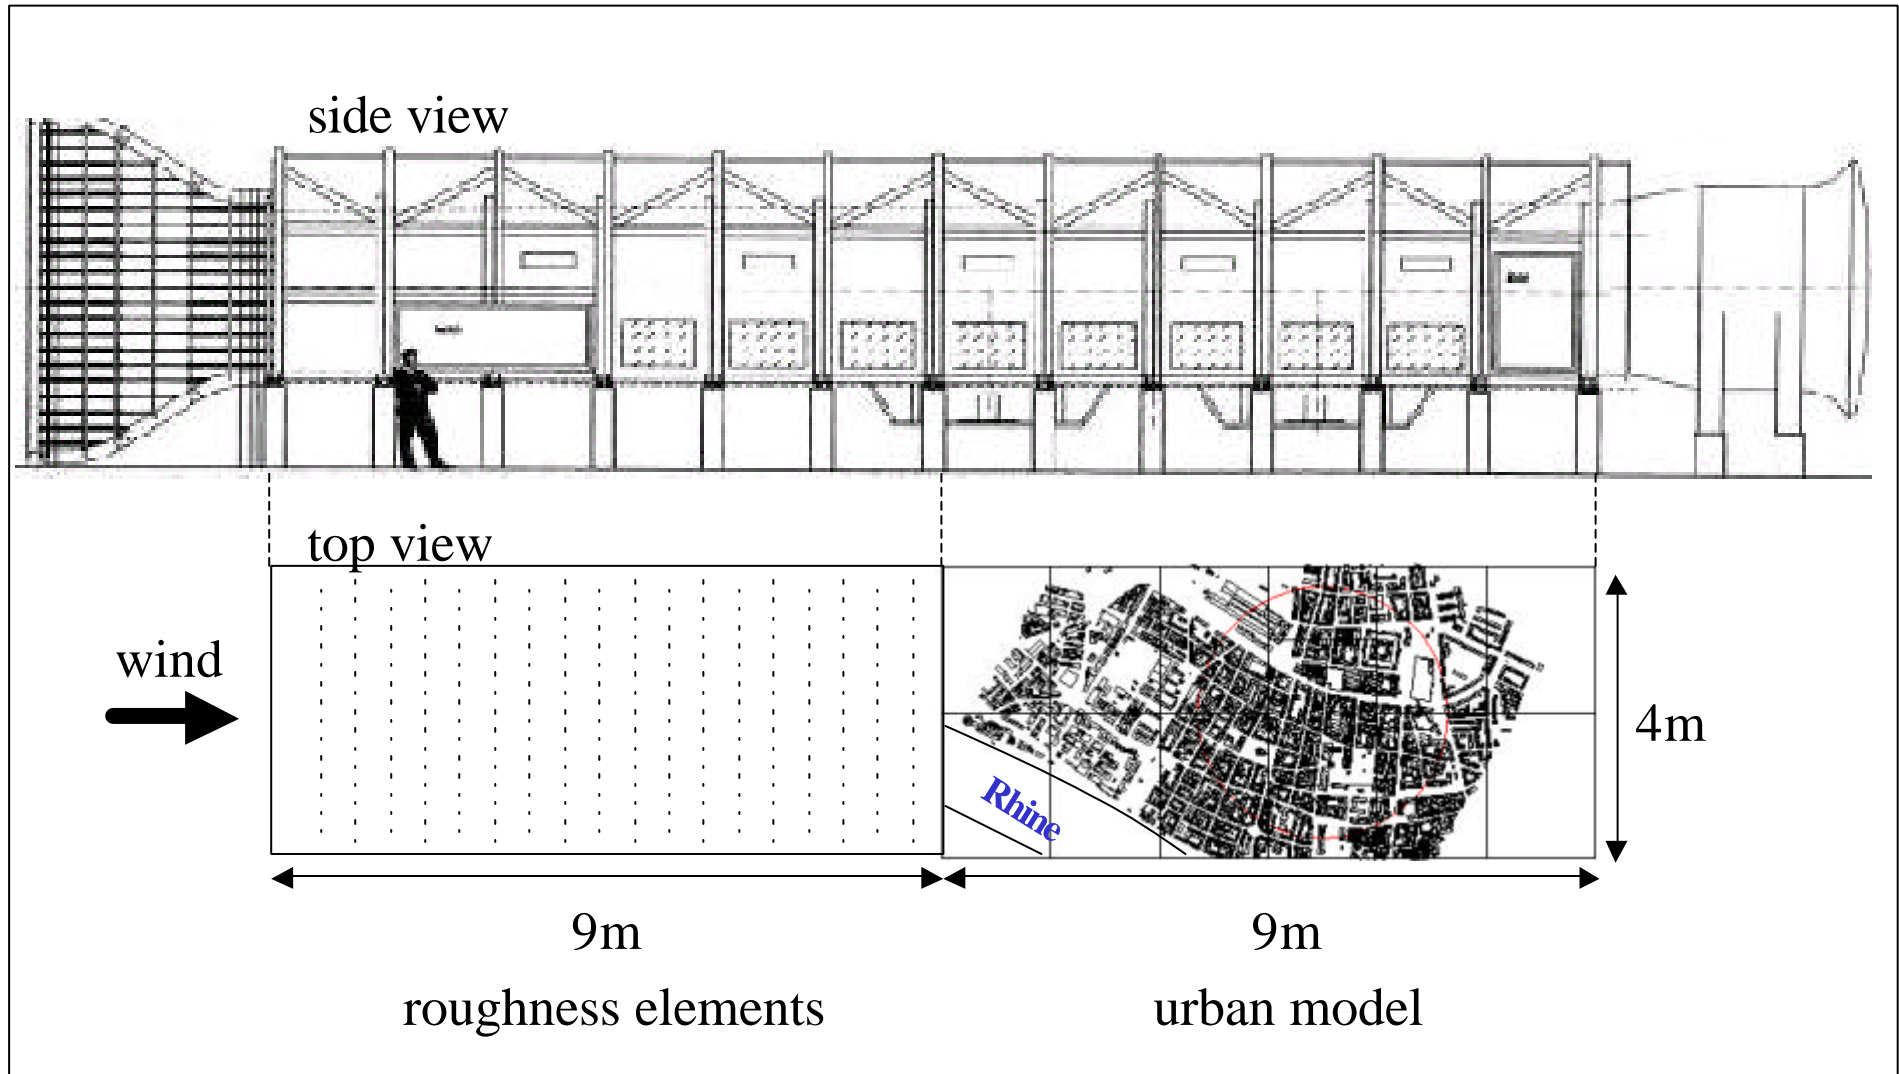 side view
top view
wind
4m
Rhine
9m
9m
roughness elements
urban model